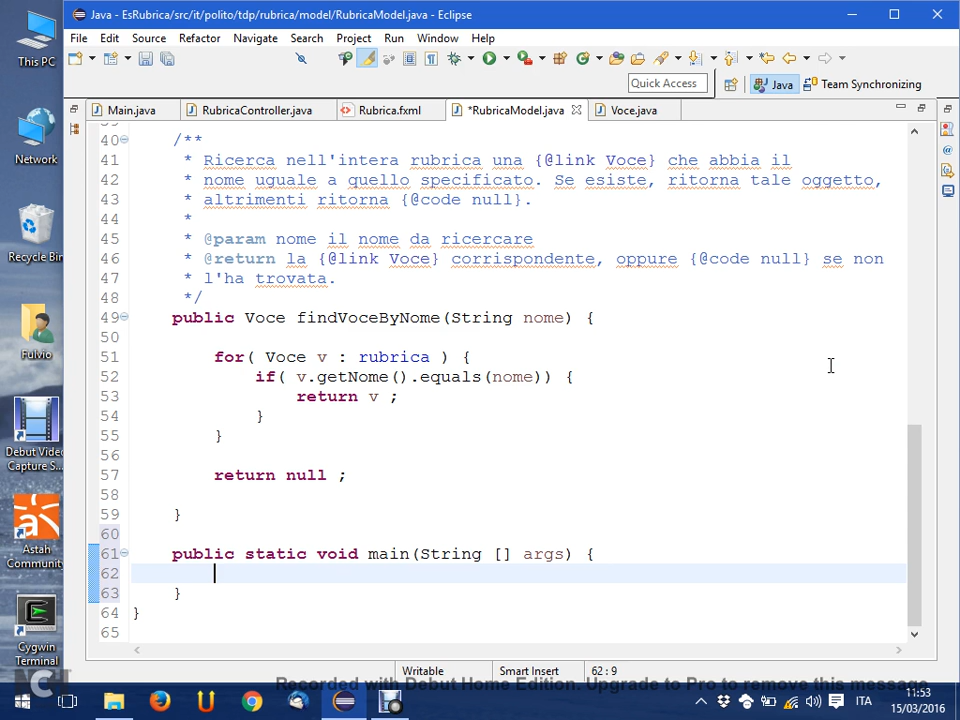 Java - EsRubrica/src/it/polito/tdp/rubrica/model/RubricaModel.java - Eclipse
File Edit Source Refactor Navigate Search Project Run Window Help
Quick Access Java Team Synchronizing
Main.java RubricaController.java Rubrica.fxml *RubricaModel.java Voce.java
40 /**
41 * Ricerca nell'intera rubrica una {@link Voce} che abbia il
42 * nome uguale a quello specificato. Se esiste, ritorna tale oggetto,
43 * altrimenti ritorna {@code null}.
44 *
45 * @param nome il nome da ricercare
46 * @return la {@link Voce} corrispondente, oppure {@code null} se non
47 * l'ha trovata.
48 */
49 public Voce findVoceByNome(String nome) {
50
51 for( Voce v : rubrica ) {
52 if( v.getNome().equals(nome)) {
53 return v ;
54 }
55 }
56
57 return null ;
58
59 }
60
61 public static void main(String [] args) {
62
63 }
64 }
65
Writable Smart Insert 62 : 9
This PC
Network
Recycle Bin
Fulvio
Debut Video
Capture S...
Astah
Community
Cygwin
Terminal
Recorded with Debut Home Edition. Upgrade to Pro to remove this message
ITA
11:53
15/03/2016